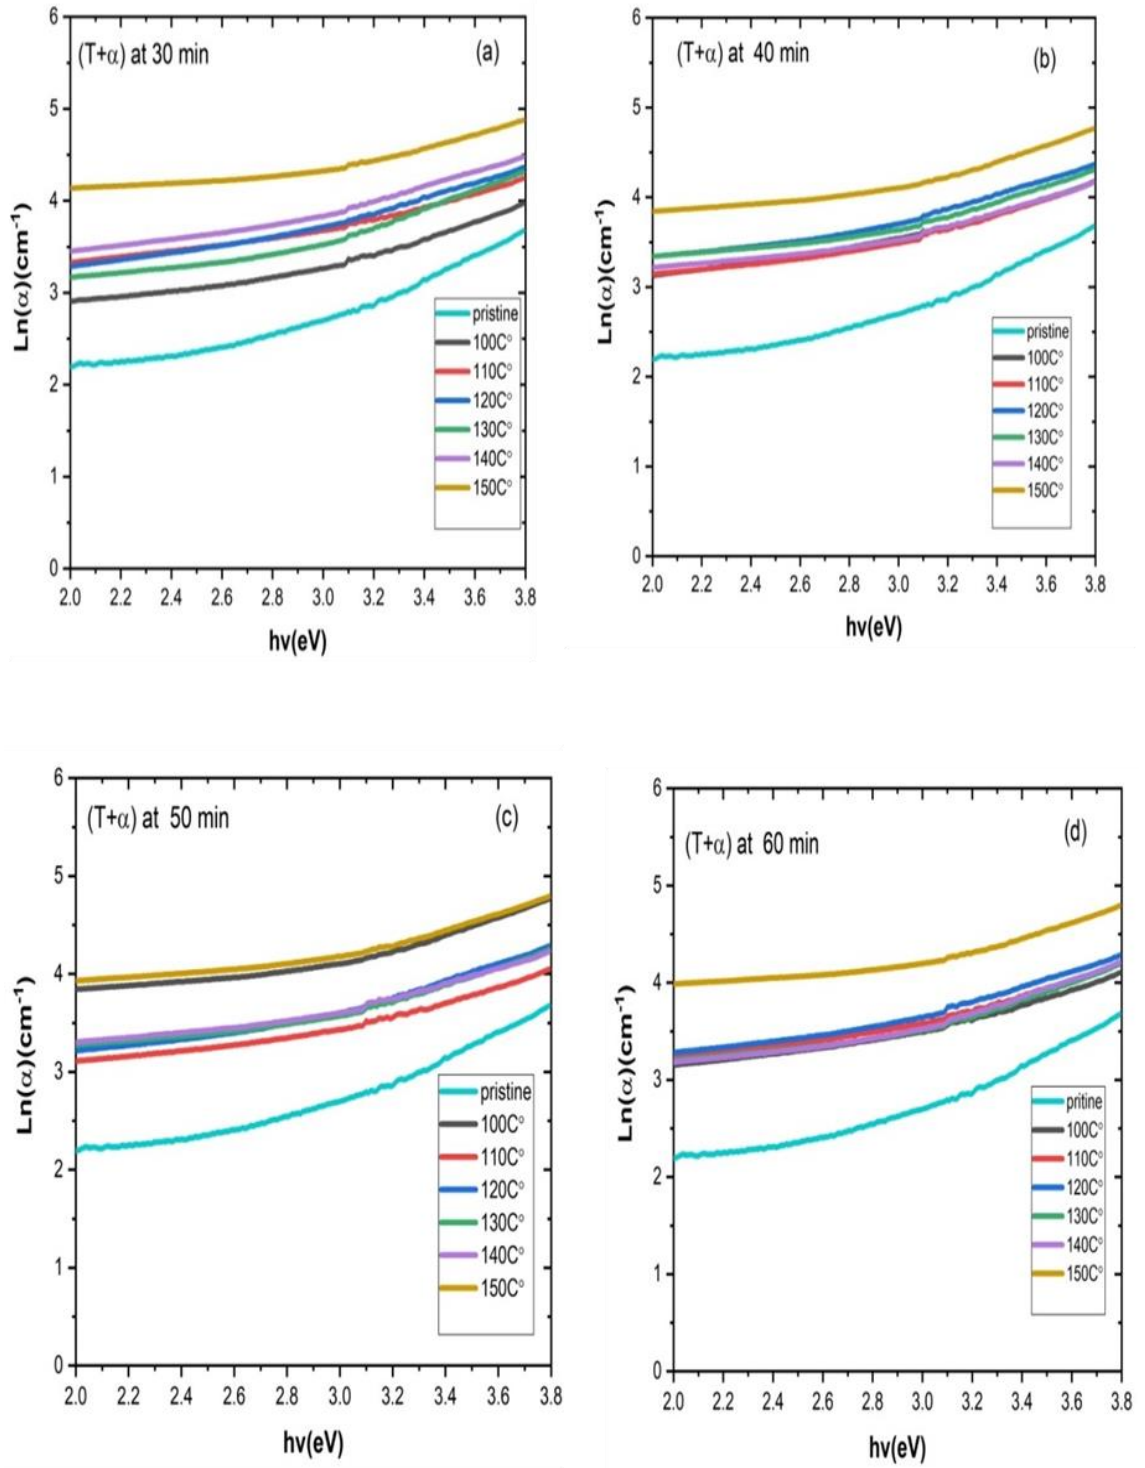 (T+α) at 30 min
(a)
6
5
4
3
2
1
0
Ln(α)(cm⁻¹)
pristine
100C°
110C°
120C°
130C°
140C°
150C°
2.0 2.2 2.4 2.6 2.8 3.0 3.2 3.4 3.6 3.8
hv(eV)
(T+α) at 40 min
(b)
6
5
4
3
2
1
0
Ln(α)(cm⁻¹)
pristine
100C°
110C°
120C°
130C°
140C°
150C°
2.0 2.2 2.4 2.6 2.8 3.0 3.2 3.4 3.6 3.8
hv(eV)
(T+α) at 50 min
(c)
6
5
4
3
2
1
0
Ln(α)(cm⁻¹)
pristine
100C°
110C°
120C°
130C°
140C°
150C°
2.0 2.2 2.4 2.6 2.8 3.0 3.2 3.4 3.6 3.8
hv(eV)
(T+α) at 60 min
(d)
6
5
4
3
2
1
0
Ln(α)(cm⁻¹)
pritine
100C°
110C°
120C°
130C°
140C°
150C°
2.0 2.2 2.4 2.6 2.8 3.0 3.2 3.4 3.6 3.8
hv(eV)